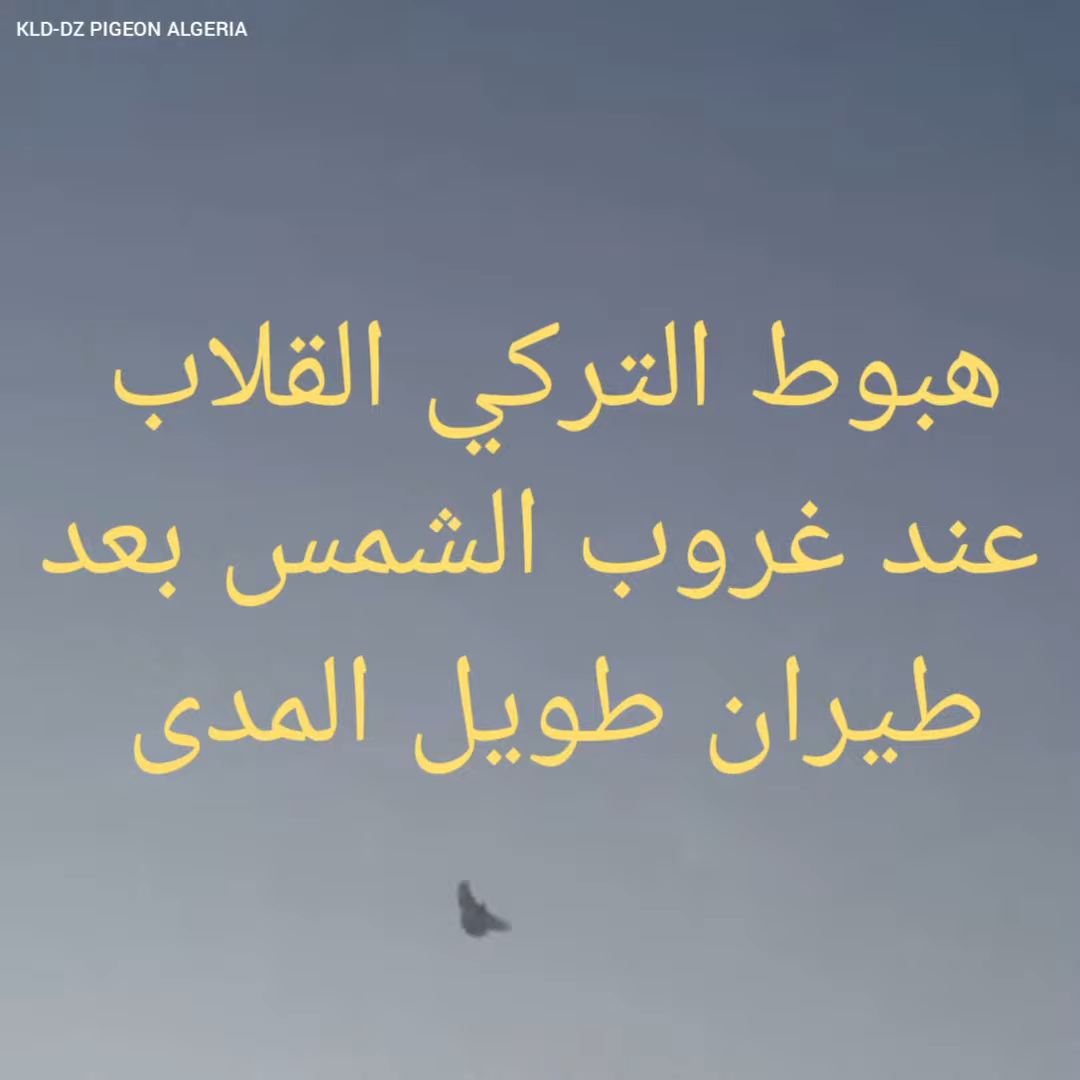 KLD-DZ PIGEON ALGERIA
هبوط التركي القلاب
عند غروب الشمس بعد
طيران طويل المدى